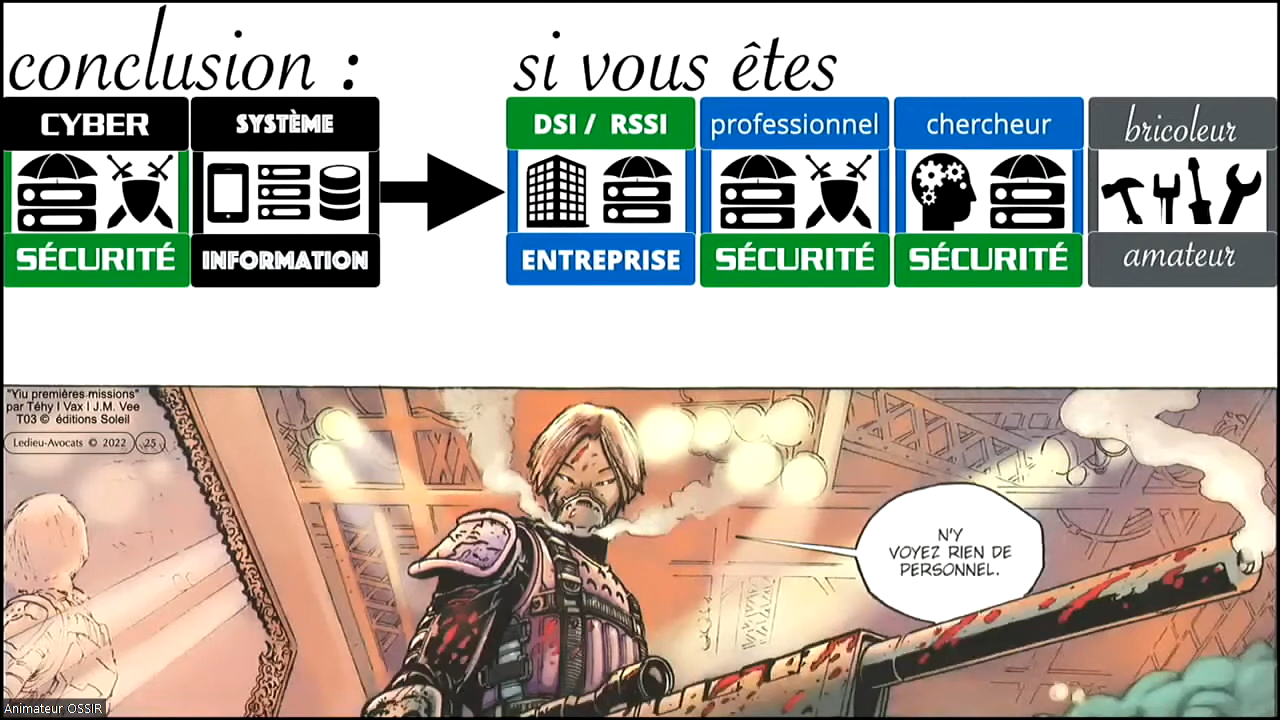 conclusion : si vous êtes
CYBER SYSTÈME DSI / RSSI professionnel chercheur bricoleur
SÉCURITÉ INFORMATION ENTREPRISE SÉCURITÉ SÉCURITÉ amateur
"Yiu premières missions"
par Téhy I Vax I J.M. Vee
T03 © éditions Soleil
Ledieu-Avocats © 2022 25
N'Y
VOYEZ RIEN DE
PERSONNEL.
Animateur OSSIR